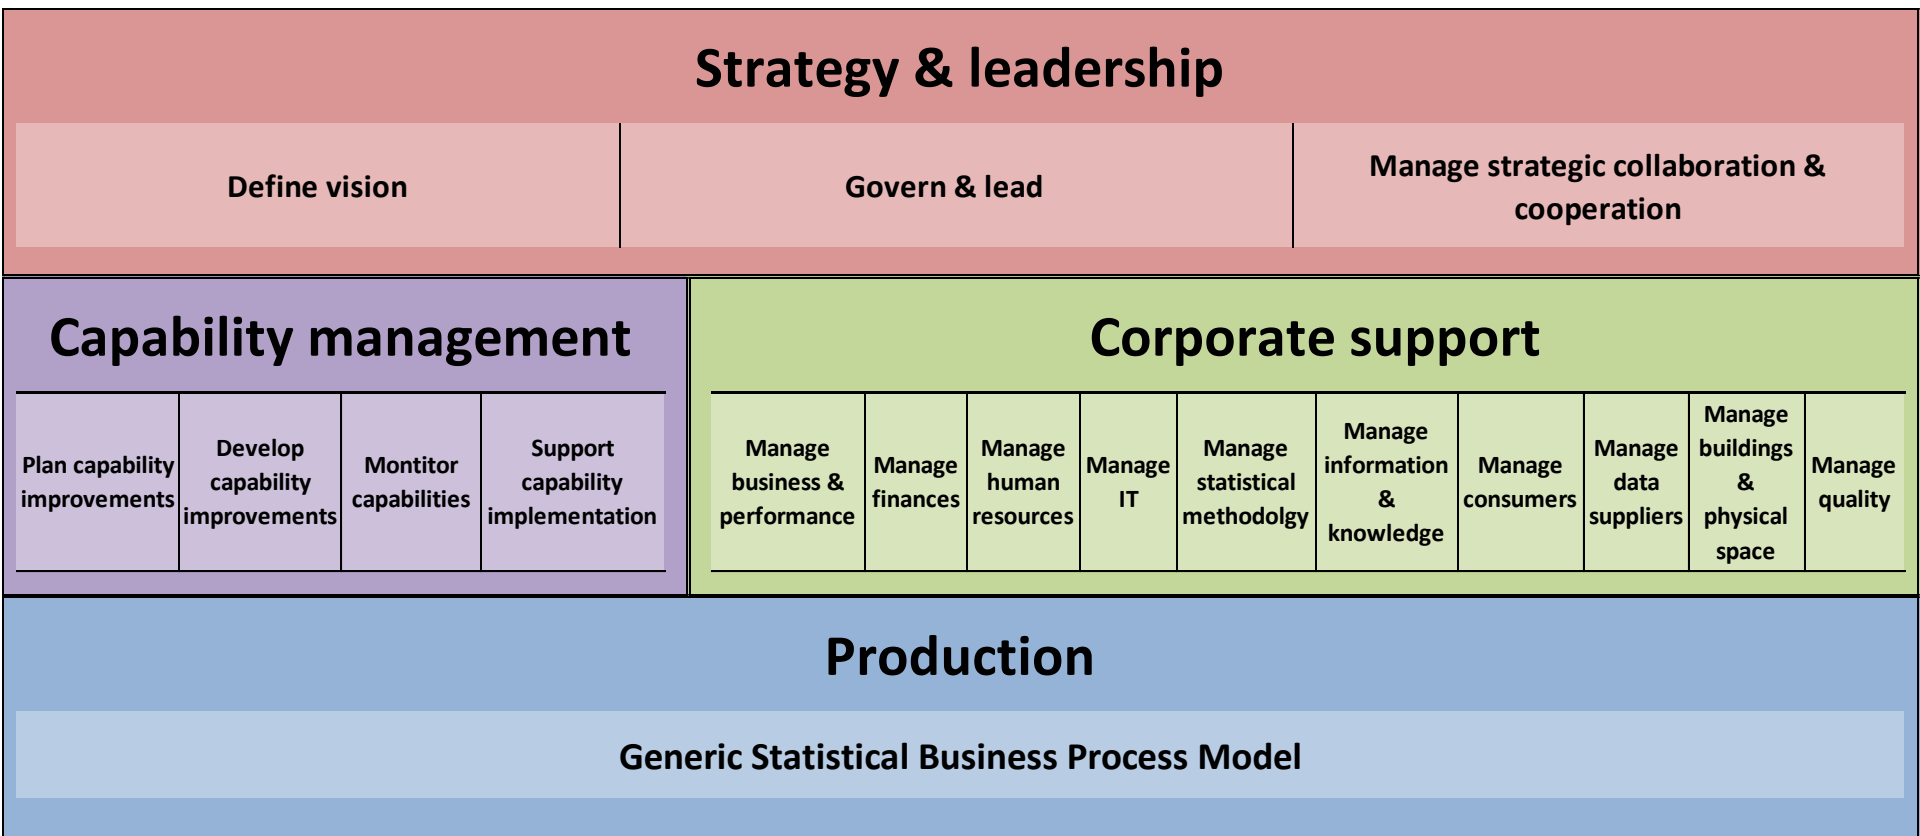 Strategy & leadership
Define vision
Govern & lead
Manage strategic collaboration &
cooperation
Capability management
Plan capability
improvements
Develop
capability
improvements
Montitor
capabilities
Support
capability
implementation
Corporate support
Manage
business &
performance
Manage
finances
Manage
human
resources
Manage
IT
Manage
statistical
methodolgy
Manage
information
&
knowledge
Manage
consumers
Manage
data
suppliers
Manage
buildings
&
physical
space
Manage
quality
Production
Generic Statistical Business Process Model